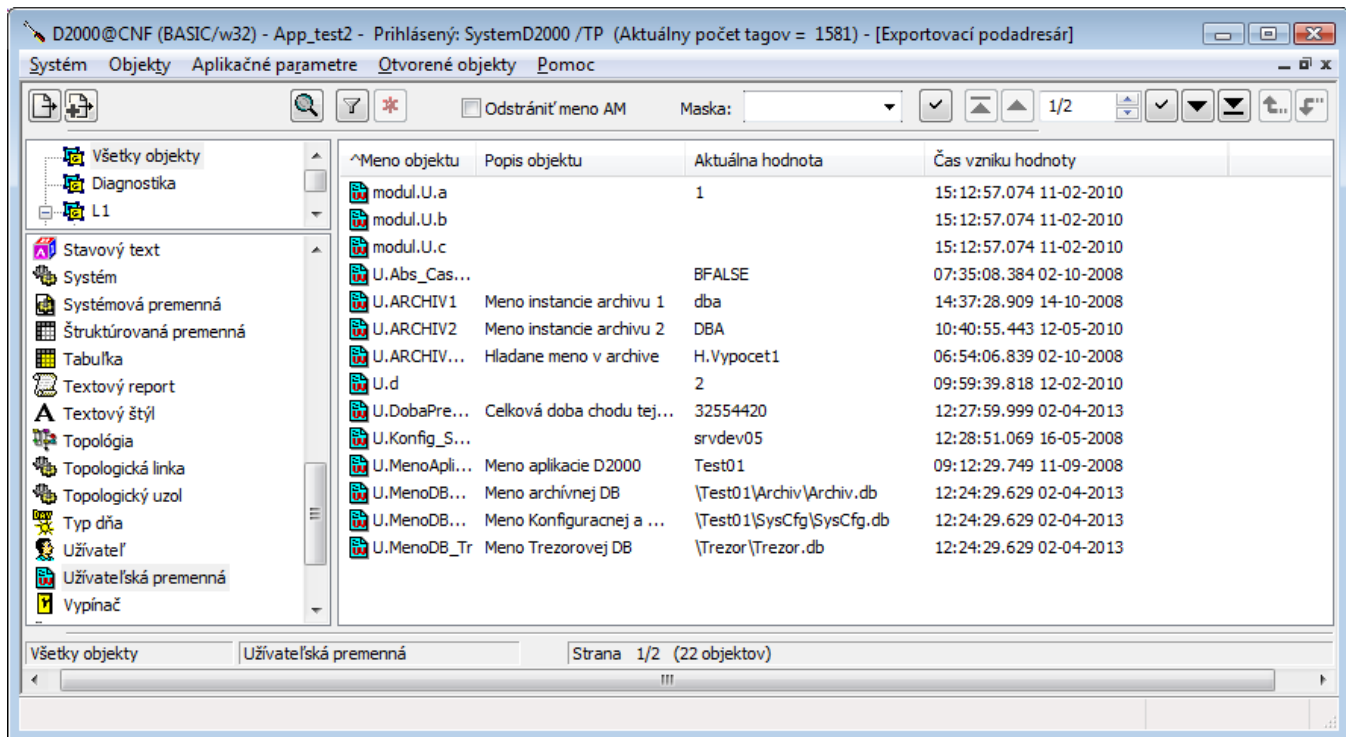 D2000@CNF (BASIC/w32) - App_test2 - Prihlásený: SystemD2000 /TP (Aktuálny počet tagov = 1581) - [Exportovací podadresár]
Systém Objekty Aplikačné parametre Otvorené objekty Pomoc
Odstrániť meno AM Maska: 1/2
Všetky objekty
Diagnostika
L1
Stavový text
Systém
Systémová premenná
Štruktúrovaná premenná
Tabuľka
Textový report
Textový štýl
Topológia
Topologická linka
Topologický uzol
Typ dňa
Užívateľ
Užívateľská premenná
Vypínač
^Meno objektu Popis objektu Aktuálna hodnota Čas vzniku hodnoty
modul.U.a 1 15:12:57.074 11-02-2010
modul.U.b 15:12:57.074 11-02-2010
modul.U.c 15:12:57.074 11-02-2010
U.Abs_Cas... BFALSE 07:35:08.384 02-10-2008
U.ARCHIV1 Meno instancie archivu 1 dba 14:37:28.909 14-10-2008
U.ARCHIV2 Meno instancie archivu 2 DBA 10:40:55.443 12-05-2010
U.ARCHIV... Hladane meno v archive H.Vypocet1 06:54:06.839 02-10-2008
U.d 2 09:59:39.818 12-02-2010
U.DobaPre... Celková doba chodu tej... 32554420 12:27:59.999 02-04-2013
U.Konfig_S... srvdev05 12:28:51.069 16-05-2008
U.MenoApli... Meno aplikacie D2000 Test01 09:12:29.749 11-09-2008
U.MenoDB... Meno archívnej DB \Test01\Archiv\Archiv.db 12:24:29.629 02-04-2013
U.MenoDB... Meno Konfiguracnej a ... \Test01\SysCfg\SysCfg.db 12:24:29.629 02-04-2013
U.MenoDB_Tr Meno Trezorovej DB \Trezor\Trezor.db 12:24:29.629 02-04-2013
Všetky objekty Užívateľská premenná Strana 1/2 (22 objektov)